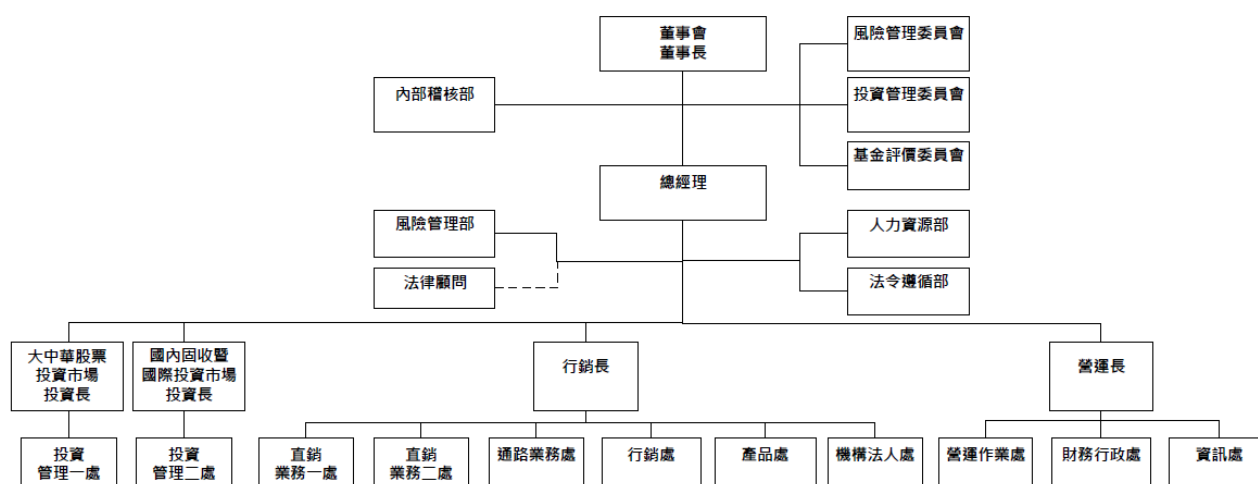 董事會
董事長
風險管理委員會
內部稽核部
投資管理委員會
基金評價委員會
總經理
風險管理部
人力資源部
法律顧問
法令遵循部
大中華股票
投資市場
投資長
國內固收暨
國際投資市場
投資長
行銷長
營運長
投資
管理一處
投資
管理二處
直銷
業務一處
直銷
業務二處
通路業務處
行銷處
產品處
機構法人處
營運作業處
財務行政處
資訊處